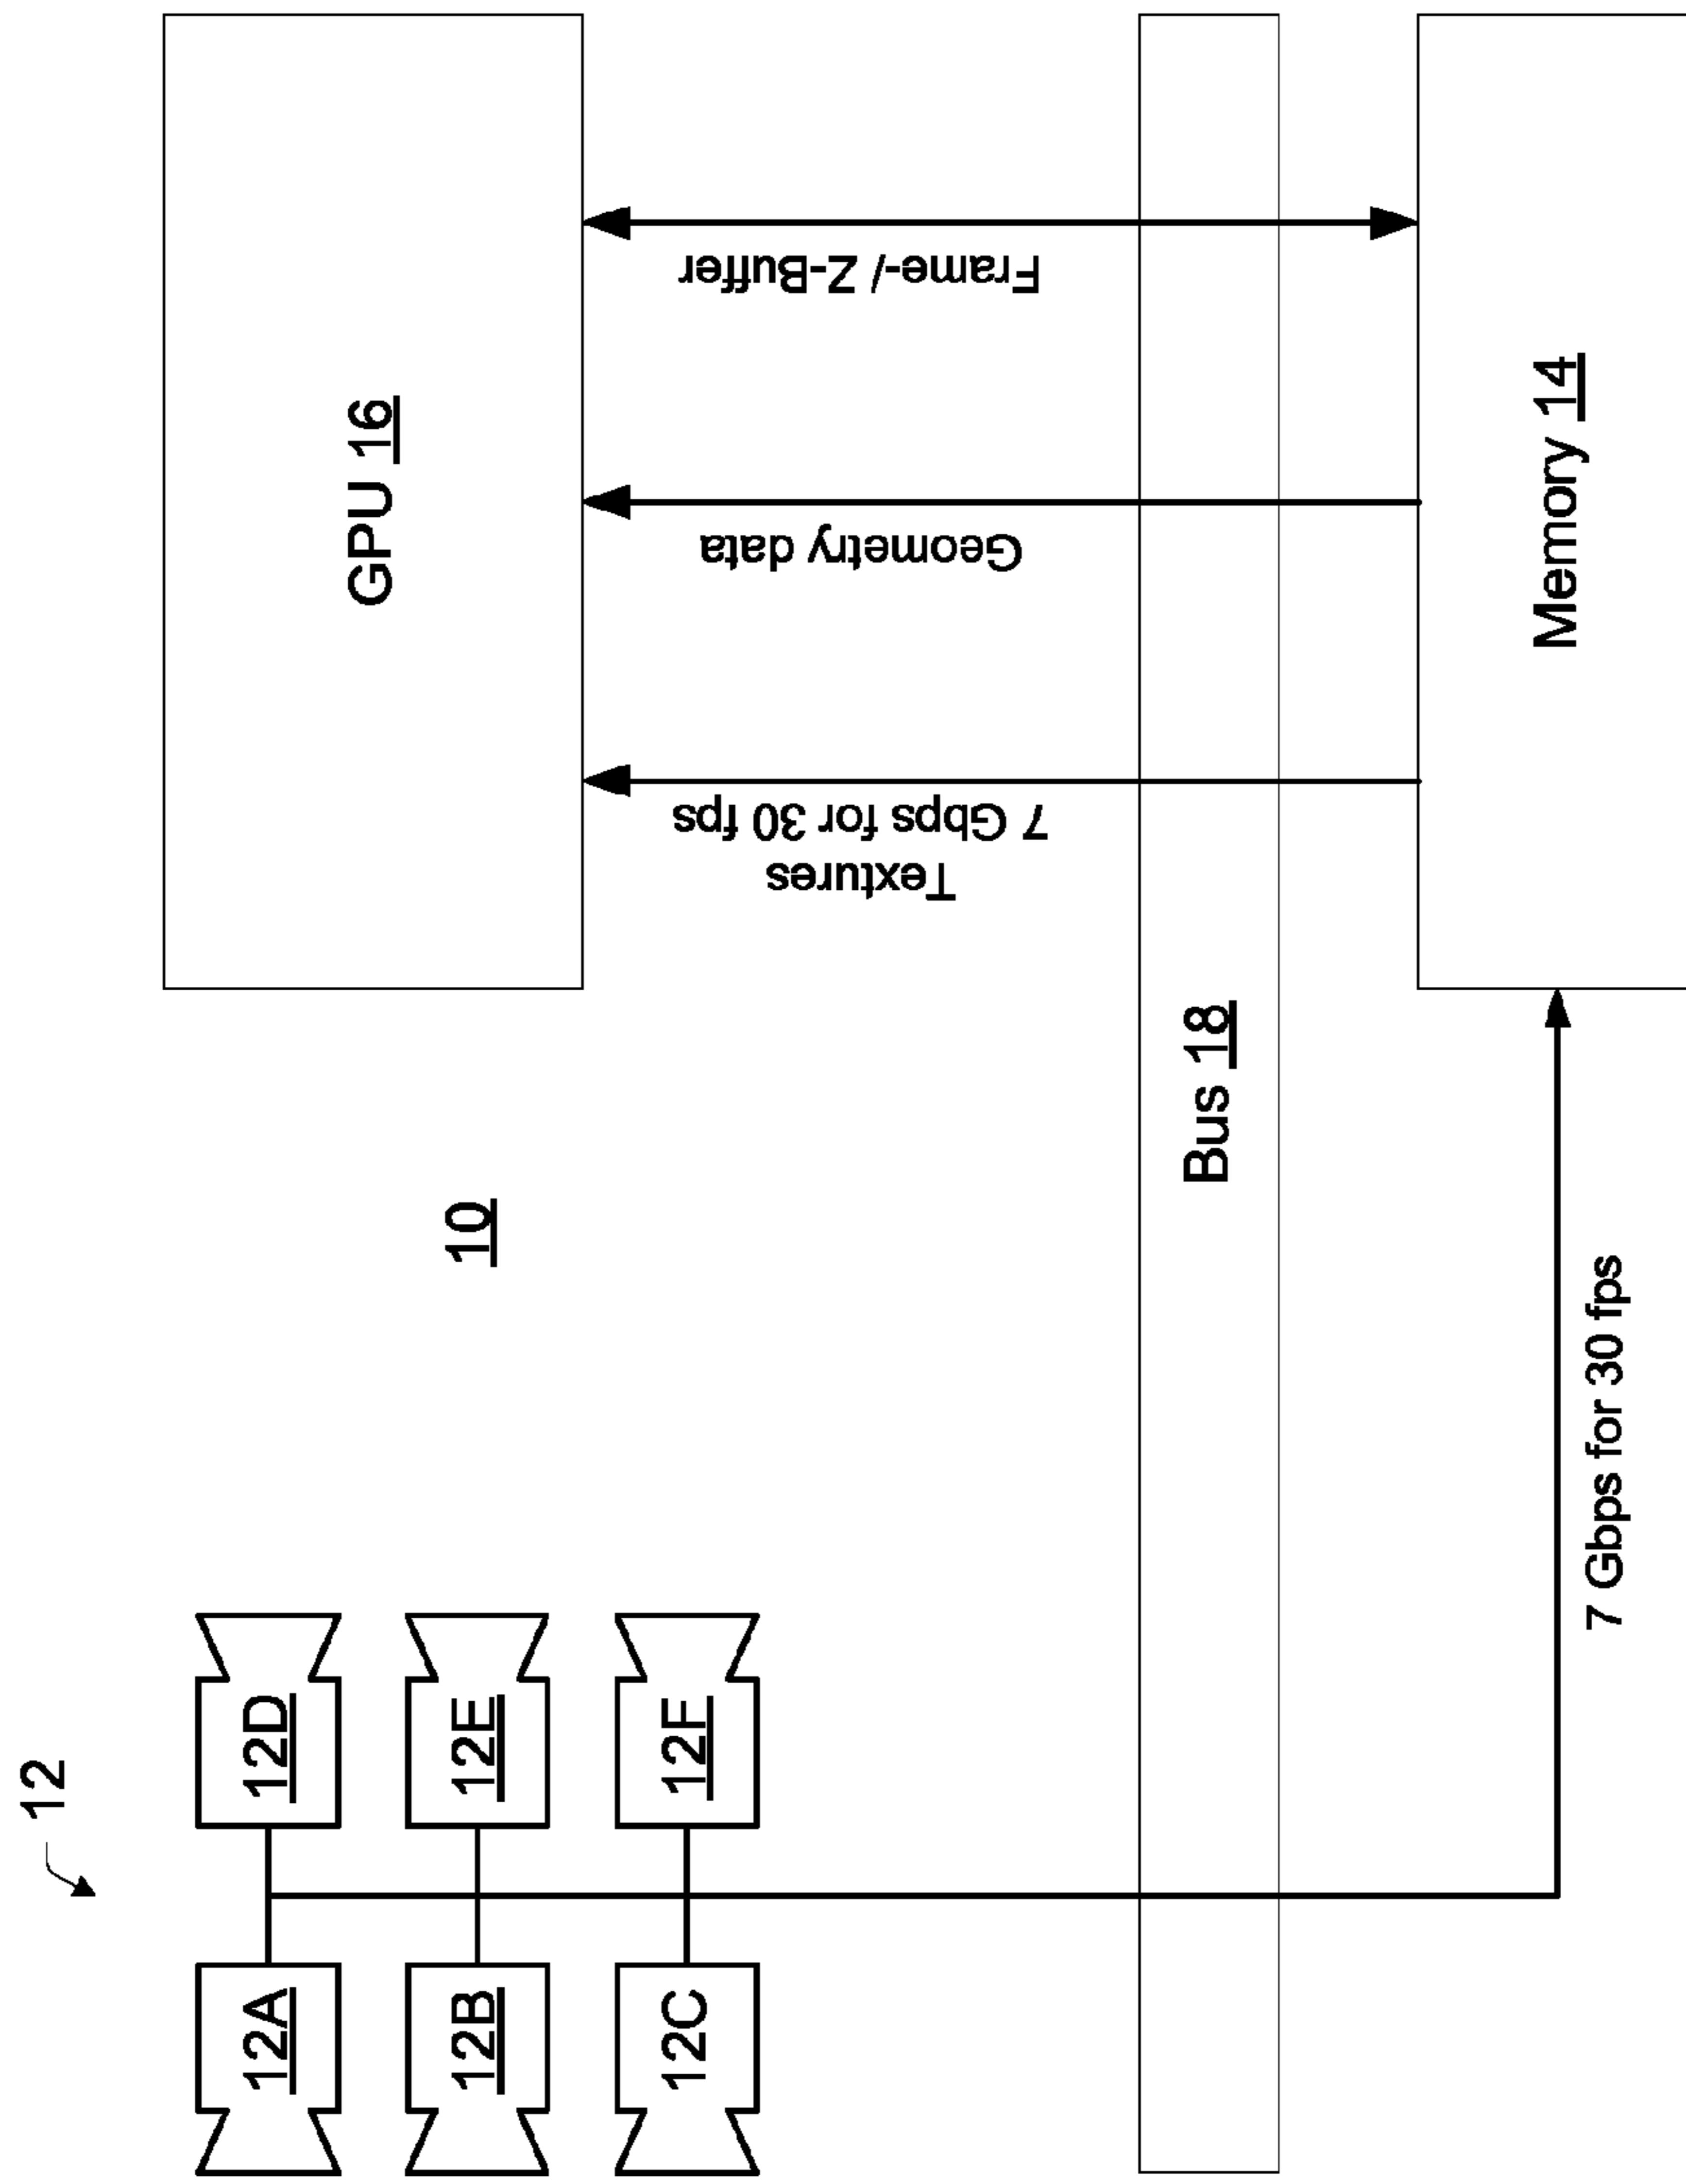 12
12A
12B
12C
12D
12E
12F
10
GPU 16
Textures
7 Gbps for 30 fps
Geometry data
Frame-/ Z-Buffer
Bus 18
Memory 14
7 Gbps for 30 fps